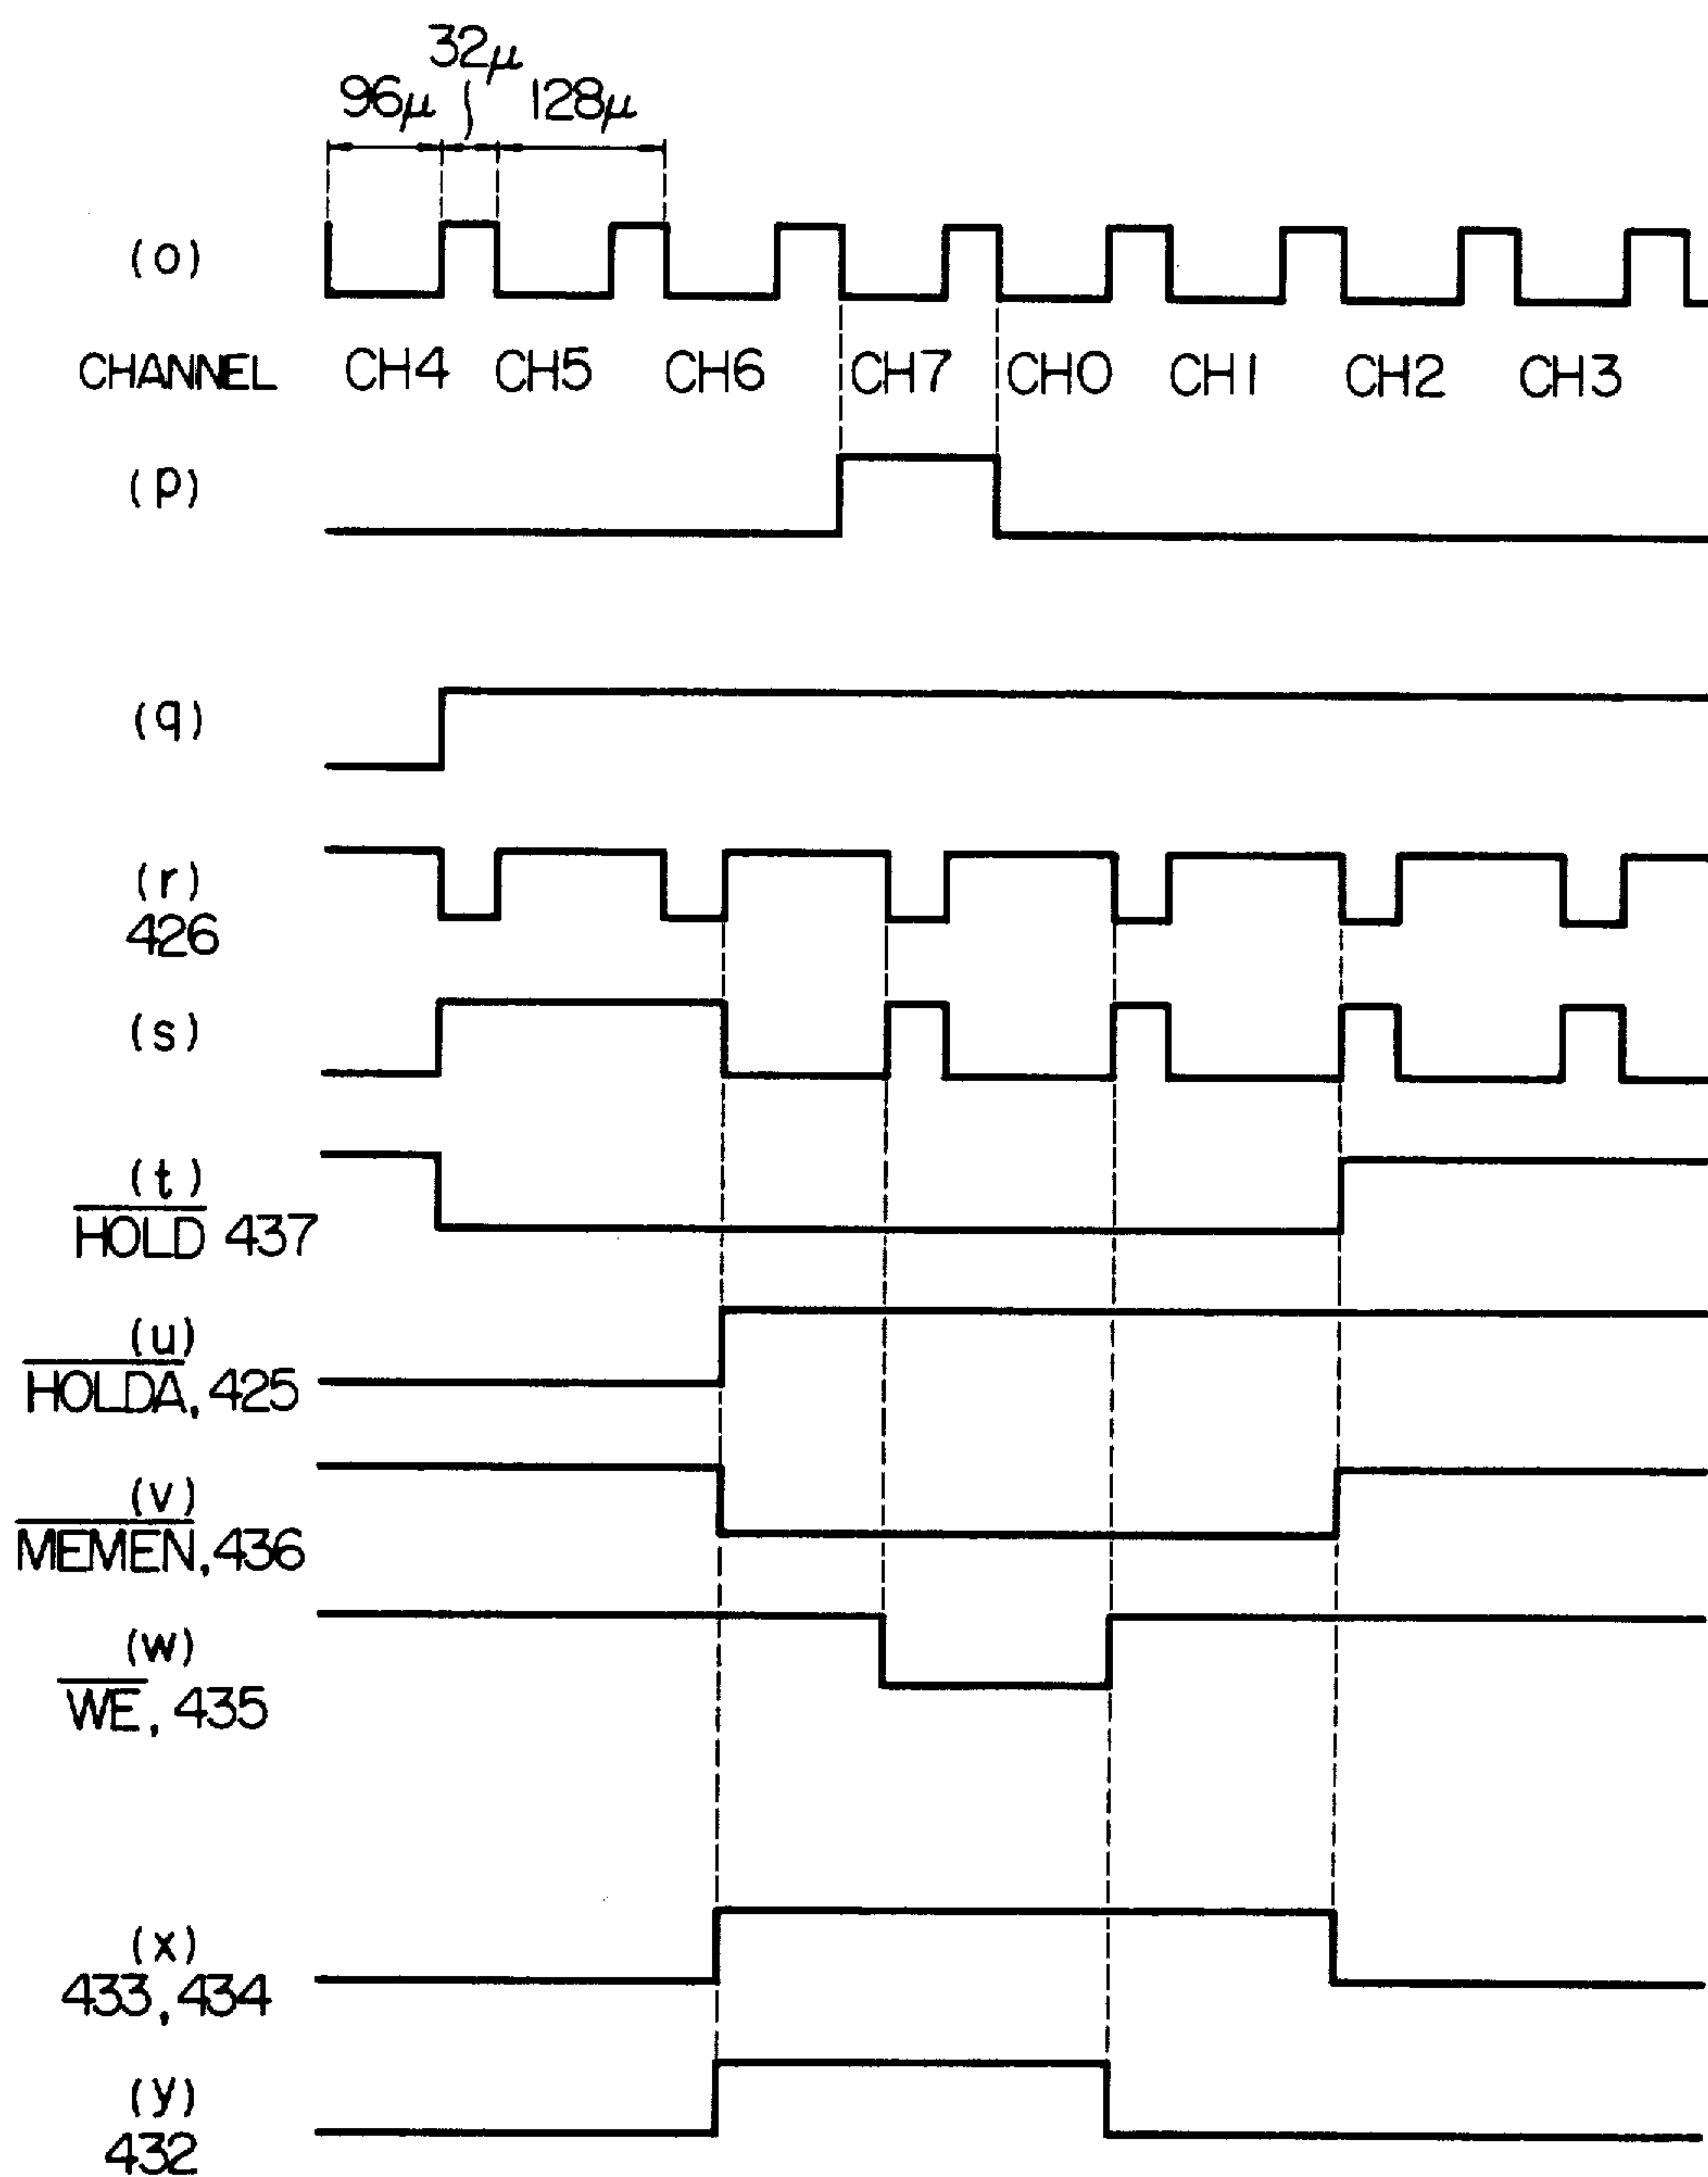 32μ
96μ 128μ
(o)
CHANNEL CH4 CH5 CH6 CH7 CH0 CH1 CH2 CH3
(p)
(q)
(r)
426
(s)
(t)
HOLD 437
(u)
HOLDA, 425
(v)
MEMEN, 436
(w)
WE, 435
(x)
433, 434
(y)
432